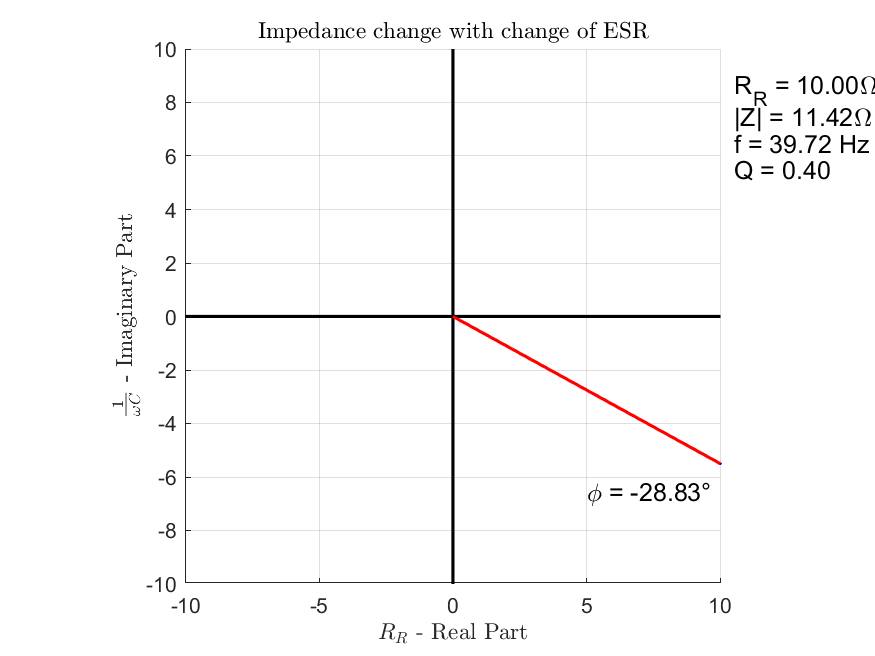 Impedance change with change of ESR
10
8
6
4
2
0
-2
-4
-6
-8
-10
-10
-5
0
5
10
1/ωC - Imaginary Part
R_R - Real Part
R_R = 10.00Ω
|Z| = 11.42Ω
f = 39.72 Hz
Q = 0.40
ϕ = -28.83°